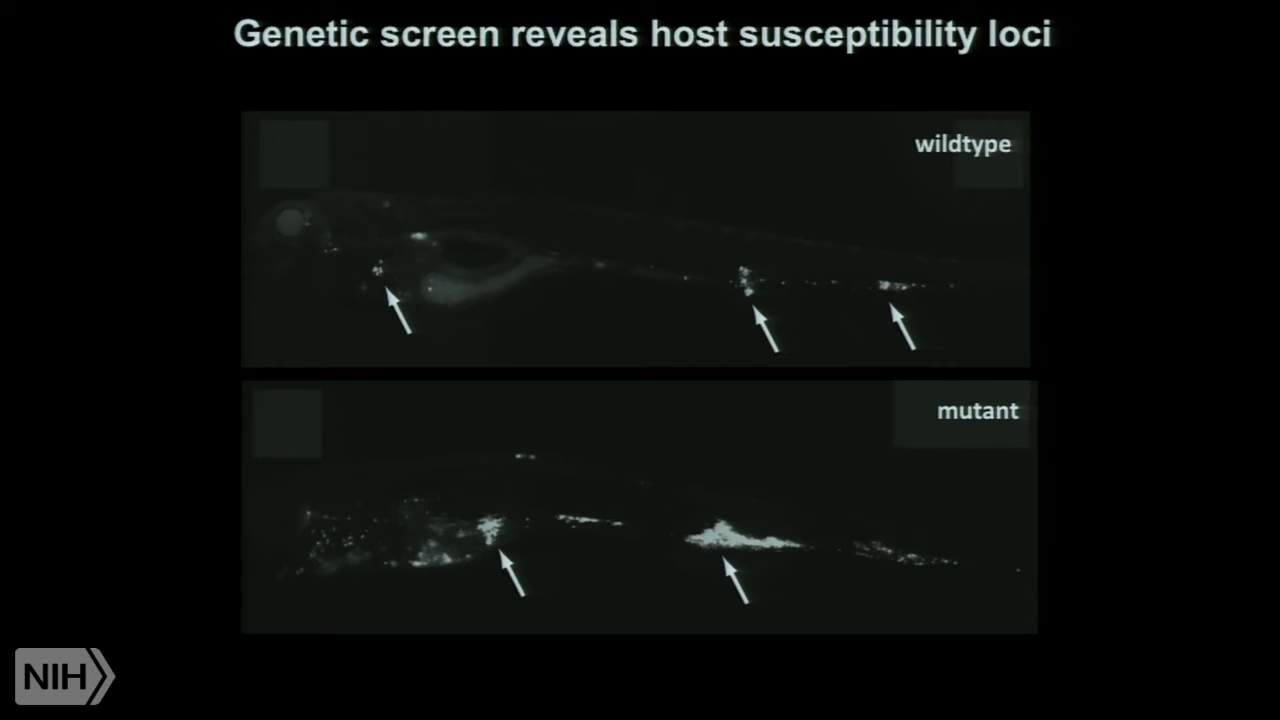 Genetic screen reveals host susceptibility loci
wildtype
mutant
NIH